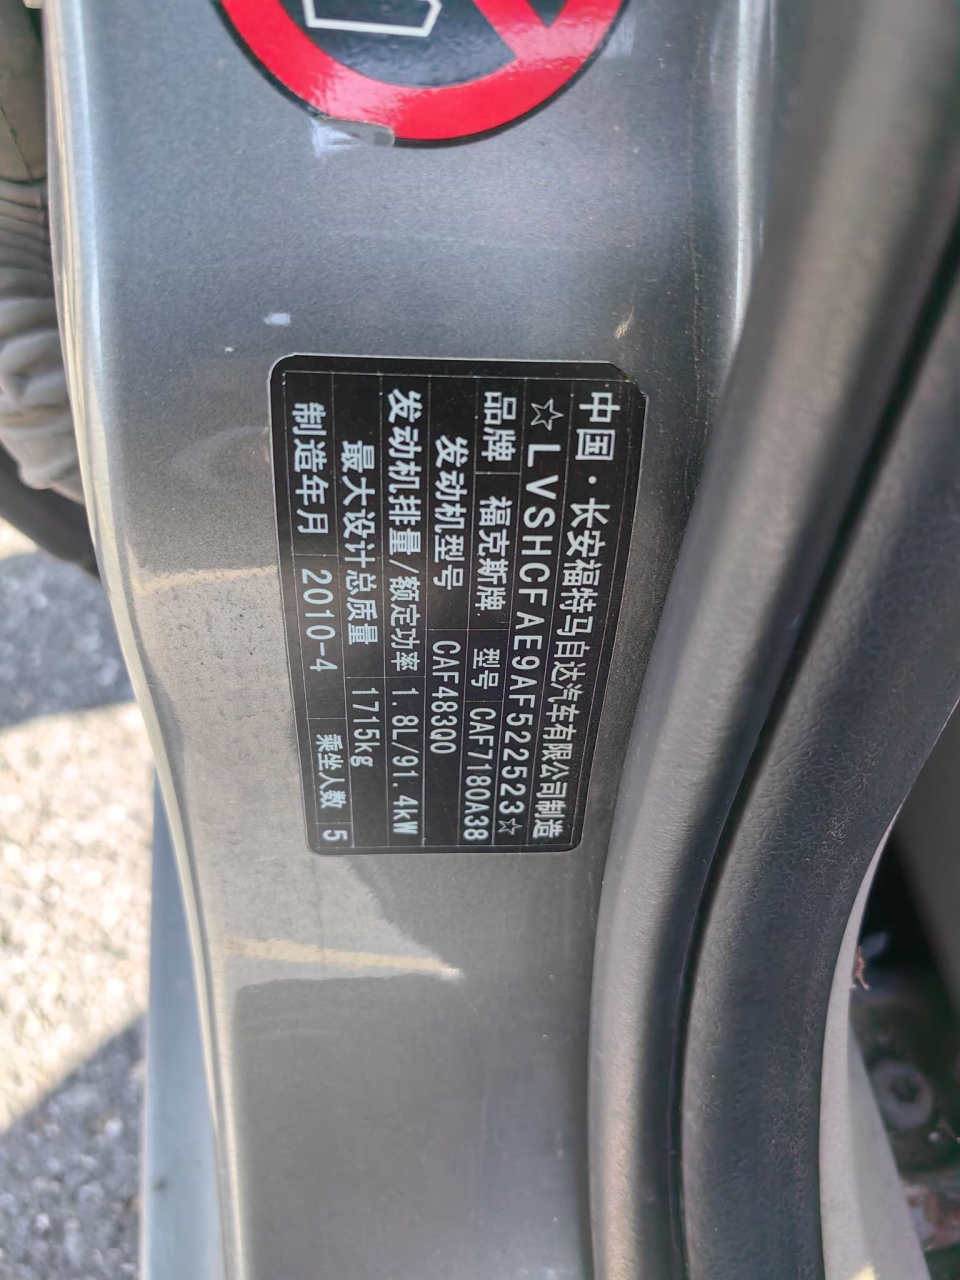 中国·长安福特马自达汽车有限公司制造
☆LVSHCFAE9AF522523☆
品牌 福克斯牌 型号 CAF7180A38
发动机型号 CAF483Q0
发动机排量/额定功率 1.8L/91.4kW
最大设计总质量 1715kg
制造年月 2010-4 乘坐人数 5